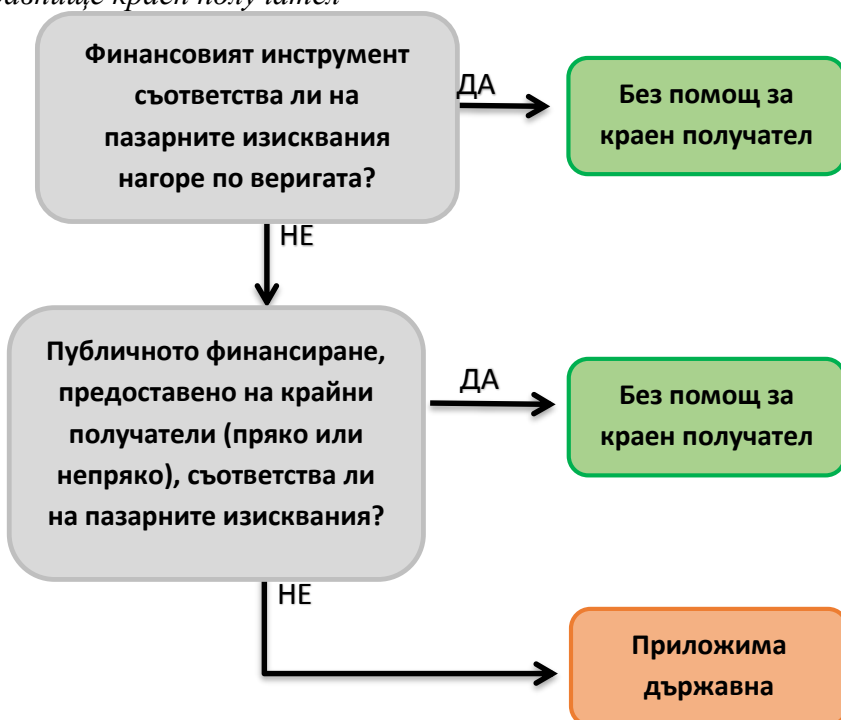 краен получател
Финансовият инструмент
съответства ли на
пазарните изисквания
нагоре по веригата?
ДА
Без помощ за
краен получател
НЕ
Публичното финансиране,
предоставено на крайни
получатели (пряко или
непряко), съответства ли
на пазарните изисквания?
ДА
Без помощ за
краен получател
НЕ
Приложима
държавна